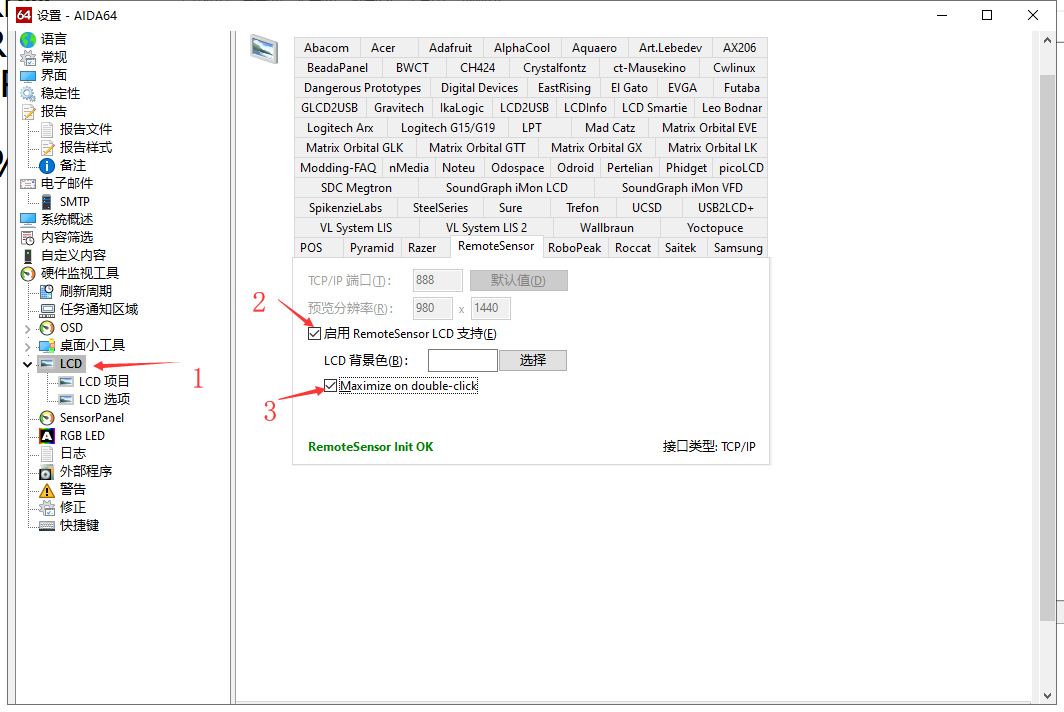 64 设置 - AIDA64
语言
常规
界面
稳定性
报告
报告文件
报告样式
备注
电子邮件
SMTP
系统概述
内容筛选
自定义内容
硬件监视工具
刷新周期
任务通知区域
OSD
桌面小工具
LCD
LCD 项目
LCD 选项
SensorPanel
RGB LED
日志
外部程序
警告
修正
快捷键
1
Abacom Acer Adafruit AlphaCool Aquaero Art.Lebedev AX206
BeadaPanel BWCT CH424 Crystalfontz ct-Mausekino Cwlinux
Dangerous Prototypes Digital Devices EastRising El Gato EVGA Futaba
GLCD2USB Gravitech IkaLogic LCD2USB LCDInfo LCD Smartie Leo Bodnar
Logitech Arx Logitech G15/G19 LPT Mad Catz Matrix Orbital EVE
Matrix Orbital GLK Matrix Orbital GTT Matrix Orbital GX Matrix Orbital LK
Modding-FAQ nMedia Noteu Odospace Odroid Pertelian Phidget picoLCD
SDC Megtron SoundGraph iMon LCD SoundGraph iMon VFD
SpikenzieLabs SteelSeries Sure Trefon UCSD USB2LCD+
VL System LIS VL System LIS 2 Wallbraun Yoctopuce
POS Pyramid Razer RemoteSensor RoboPeak Roccat Saitek Samsung
TCP/IP 端口(T): 888 默认值(D)
预览分辨率(R): 980 x 1440
2
启用 RemoteSensor LCD 支持(E)
LCD 背景色(B): 选择
Maximize on double-click
3
RemoteSensor Init OK 接口类型: TCP/IP